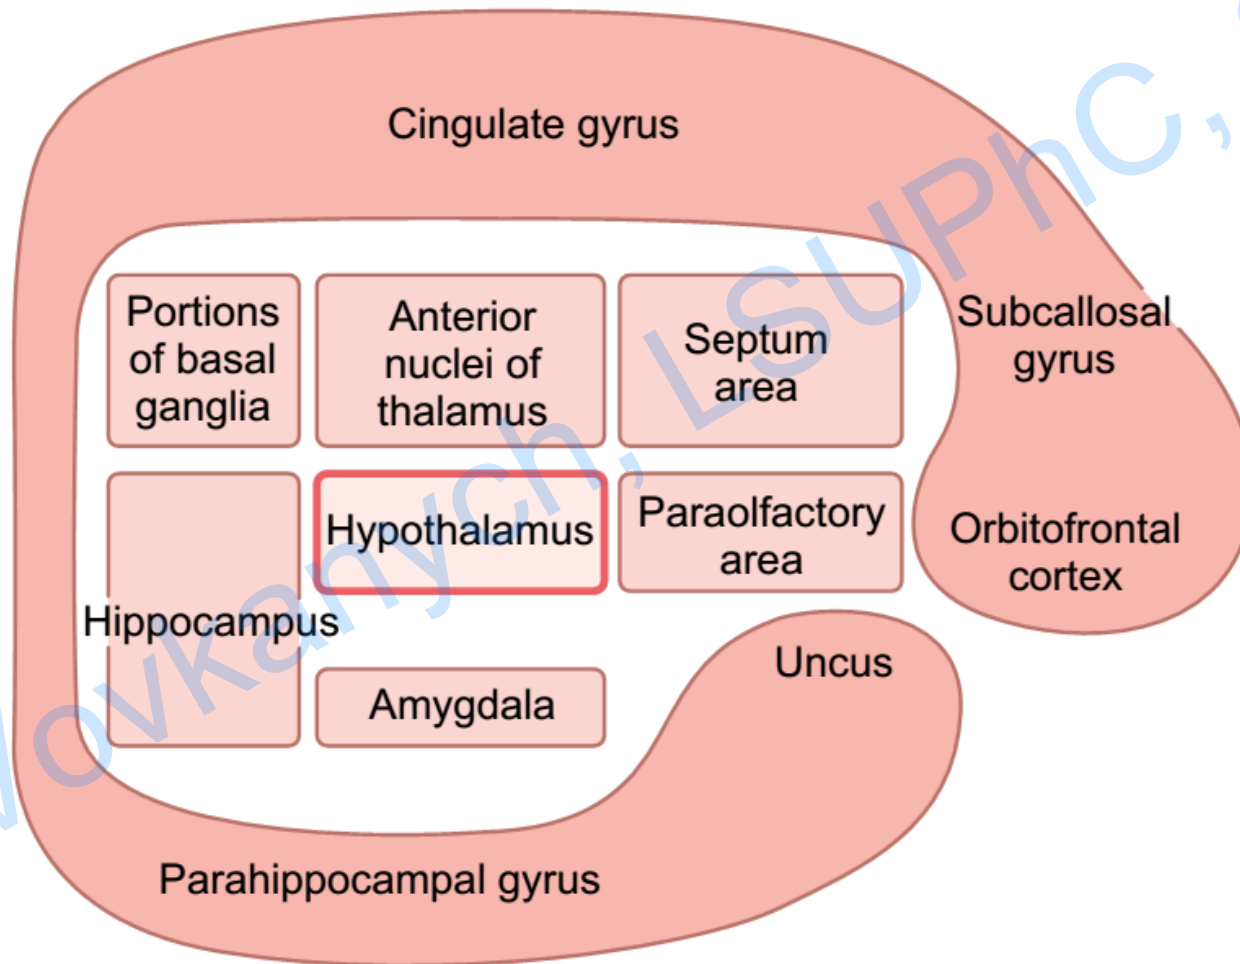 Cingulate gyrus
Portions
of basal
ganglia
Anterior
nuclei of
thalamus
Septum
area
Subcallosal
gyrus
Hypothalamus
Paraolfactory
area
Orbitofrontal
cortex
Hippocampus
Uncus
Amygdala
Parahippocampal gyrus
Vovkanych, LSUPhC,